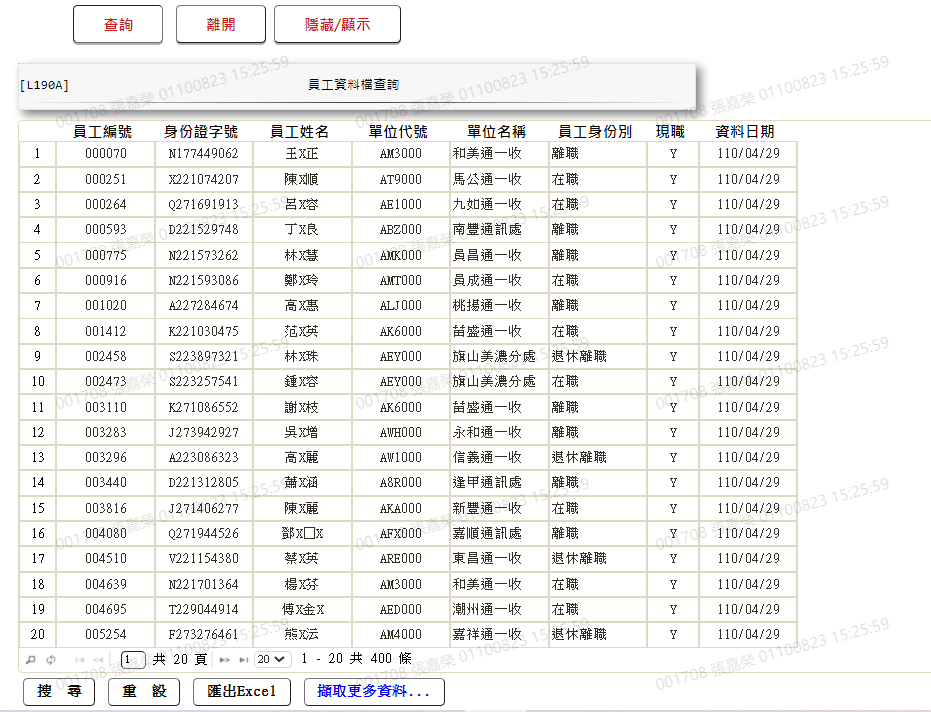 查詢 離開 隱藏/顯示
[L190A] 員工資料檔查詢
員工編號 身份證字號 員工姓名 單位代號 單位名稱 員工身份別 現職 資料日期
1 000070 N177449062 王X正 AM3000 和美通一收 離職 Y 110/04/29
2 000251 X221074207 陳X順 AT9000 馬公通一收 在職 Y 110/04/29
3 000264 Q271691913 呂X容 AE1000 九如通一收 在職 Y 110/04/29
4 000593 D221529748 丁X良 ABZ000 南豐通訊處 離職 Y 110/04/29
5 000775 N221573262 林X慧 AMK000 員昌通一收 離職 Y 110/04/29
6 000916 N221593086 鄭X玲 AMT000 員成通一收 在職 Y 110/04/29
7 001020 A227284674 高X惠 ALJ000 桃揚通一收 離職 Y 110/04/29
8 001412 K221030475 范X英 AK6000 苗盛通一收 在職 Y 110/04/29
9 002458 S223897321 林X珠 AEY000 旗山美濃分處 退休離職 Y 110/04/29
10 002473 S223257541 鍾X容 AEY000 旗山美濃分處 在職 Y 110/04/29
11 003110 K271086552 謝X枝 AK6000 苗盛通一收 離職 Y 110/04/29
12 003283 J273942927 吳X增 AWH000 永和通一收 離職 Y 110/04/29
13 003296 A223086323 高X麗 AW1000 信義通一收 退休離職 Y 110/04/29
14 003440 D221312805 蕭X涵 A8R000 逢甲通訊處 離職 Y 110/04/29
15 003816 J271406277 陳X麗 AKA000 新豐通一收 在職 Y 110/04/29
16 004080 Q271944526 鄧X□X AFX000 嘉順通訊處 離職 Y 110/04/29
17 004510 V221154380 蔡X英 ARE000 東昌通一收 退休離職 Y 110/04/29
18 004639 N221701364 楊X芬 AM3000 和美通一收 在職 Y 110/04/29
19 004695 T229044914 傅X金X AED000 潮州通一收 在職 Y 110/04/29
20 005254 F273276461 熊X沄 AM4000 嘉祥通一收 退休離職 Y 110/04/29
1 共 20 頁 20 1 - 20 共 400 條
搜 尋 重 設 匯出Excel 擷取更多資料...
001708 張嘉榮 01100823 15:25:59